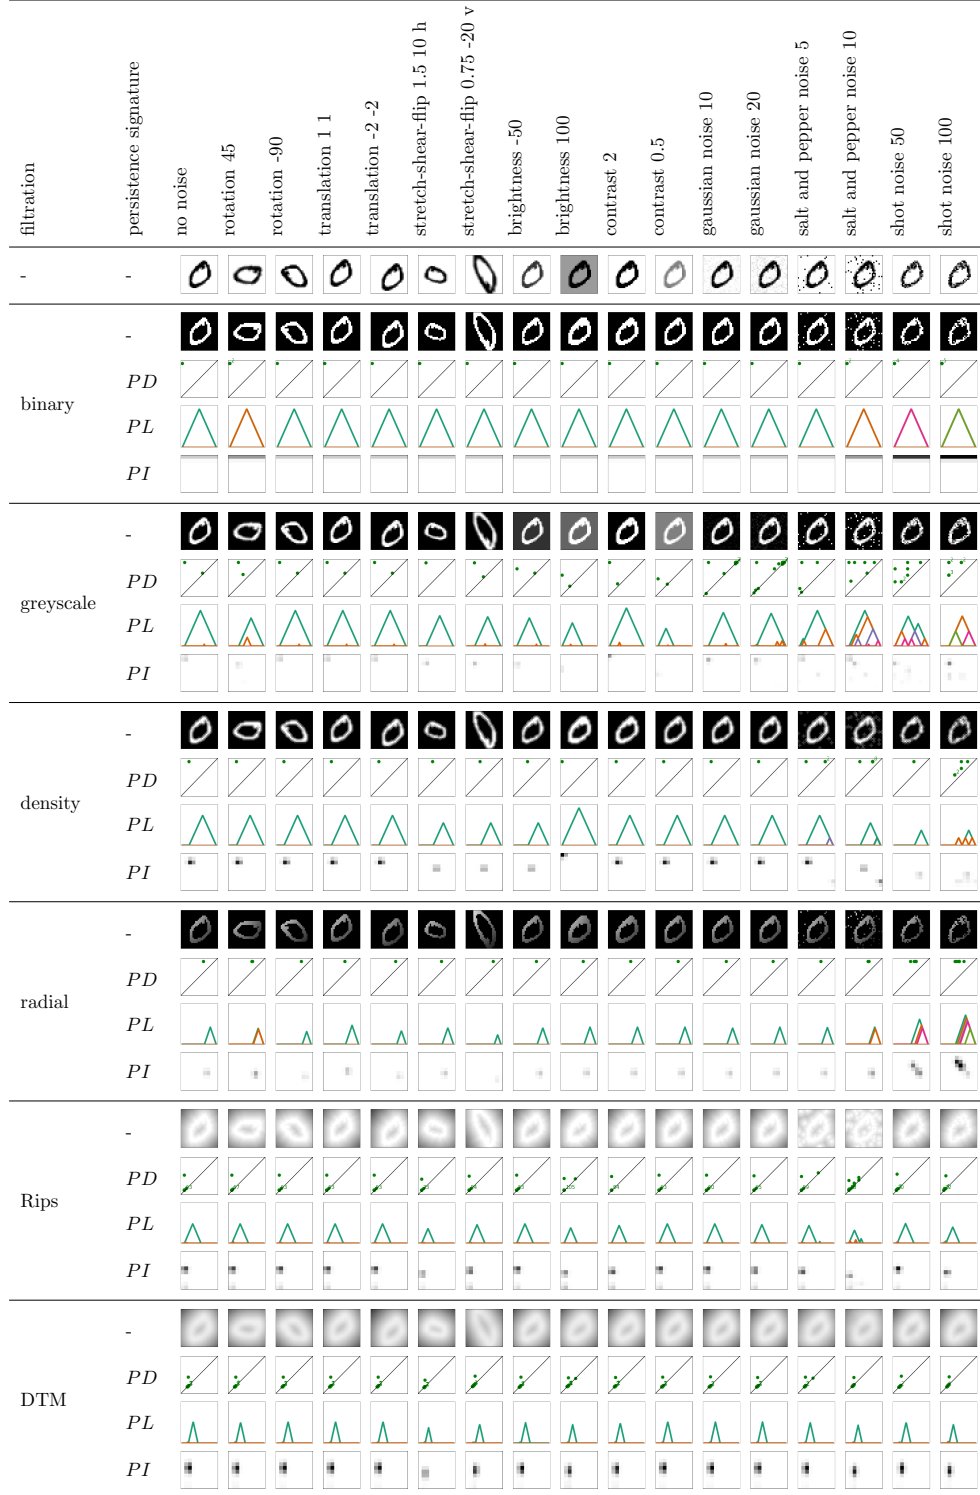 filtration
persistence signature
no noise
rotation 45
rotation -90
translation 1 1
translation -2 -2
stretch-shear-flip 1.5 10 h
stretch-shear-flip 0.75 -20 v
brightness -50
brightness 100
contrast 2
contrast 0.5
gaussian noise 10
gaussian noise 20
salt and pepper noise 5
salt and pepper noise 10
shot noise 50
shot noise 100
- -
binary
-
PD
PL
PI
greyscale
-
PD
PL
PI
density
-
PD
PL
PI
radial
-
PD
PL
PI
Rips
-
PD
PL
PI
DTM
-
PD
PL
PI